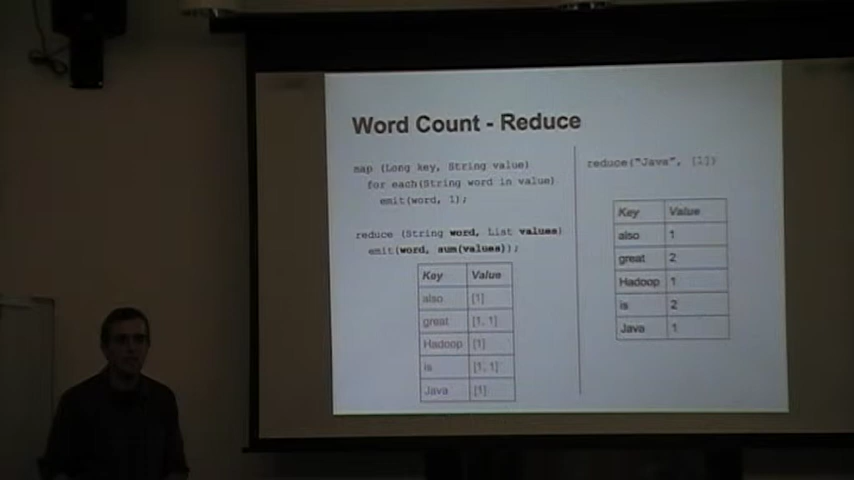 Word Count - Reduce
map (Long key, String value)
for each(String word in value)
emit(word, 1);
reduce (String word, List values)
emit(word, sum(values));
Key Value
also [1]
great [1, 1]
Hadoop [1]
is [1, 1]
Java [1]
reduce("Java", [1])
Key Value
also 1
great 2
Hadoop 1
is 2
Java 1